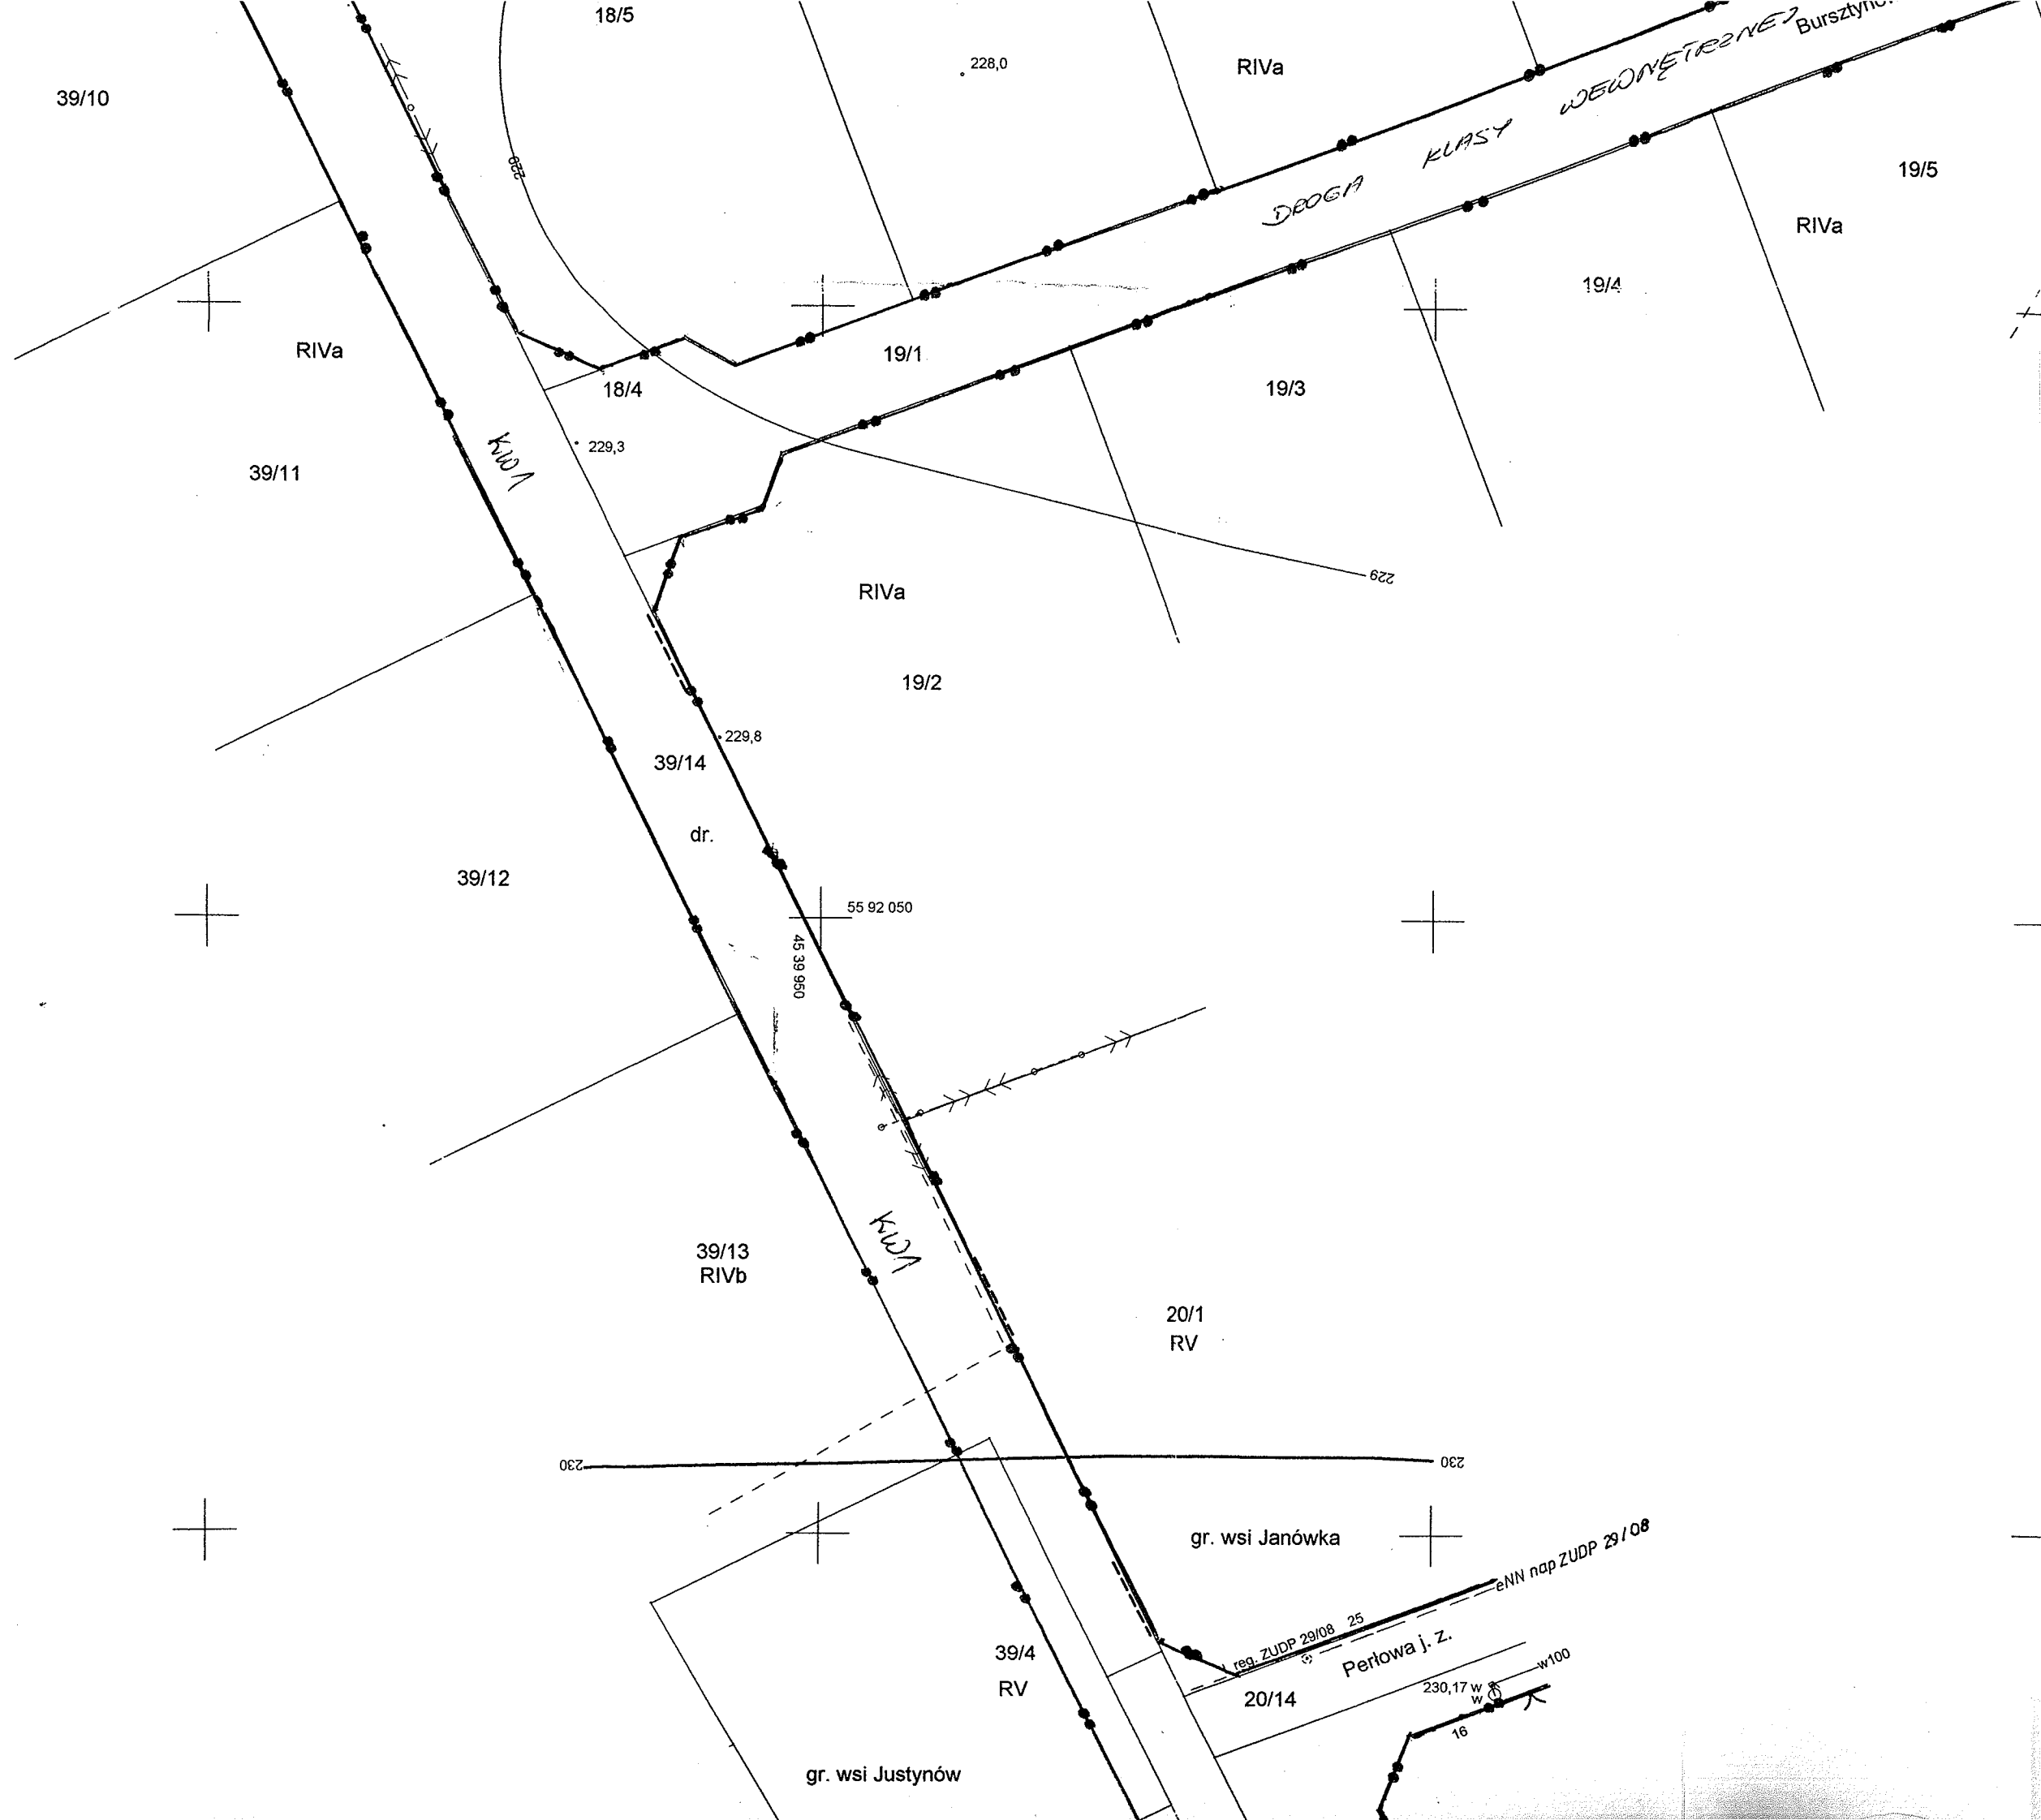 18/5
228,0
RIVa
DROGA KLASY WEWNĘTRZNEJ
39/10
229
19/5
RIVa
19/4
RIVa
19/1
18/4
19/3
KW1
229,3
39/11
229
RIVa
19/2
229,8
39/14
dr.
39/12
55 92 050
45 39 950
KW1
39/13
RIVb
20/1
RV
230
230
gr. wsi Janówka
eNN nap ZUDP 29/08
reg. ZUDP 29/08 25
Perłowa j. z.
39/4
RV
20/14
w100
230,17 w
w
16
gr. wsi Justynów